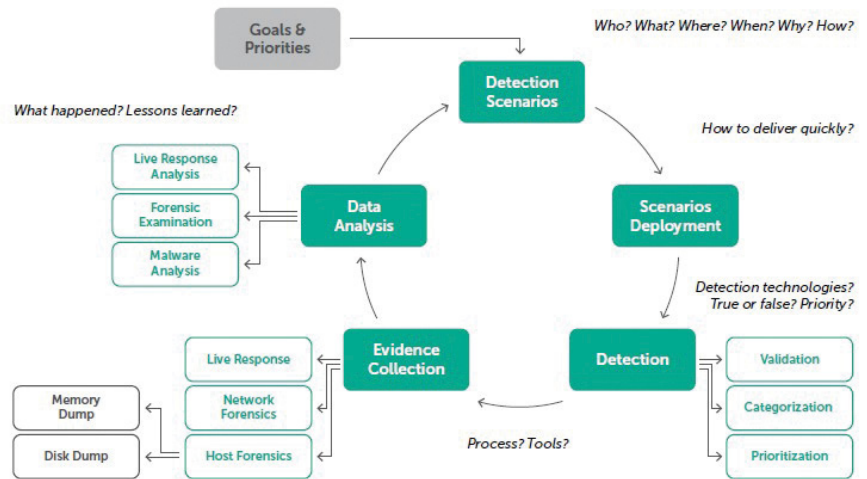 Goals &
Priorities
Who? What? Where? When? Why? How?
Detection
Scenarios
What happened? Lessons learned?
How to deliver quickly?
Live Response
Analysis
Forensic
Examination
Malware
Analysis
Data
Analysis
Scenarios
Deployment
Detection technologies?
True or false? Priority?
Live Response
Network
Forensics
Host Forensics
Memory
Dump
Disk Dump
Evidence
Collection
Detection
Validation
Categorization
Prioritization
Process? Tools?